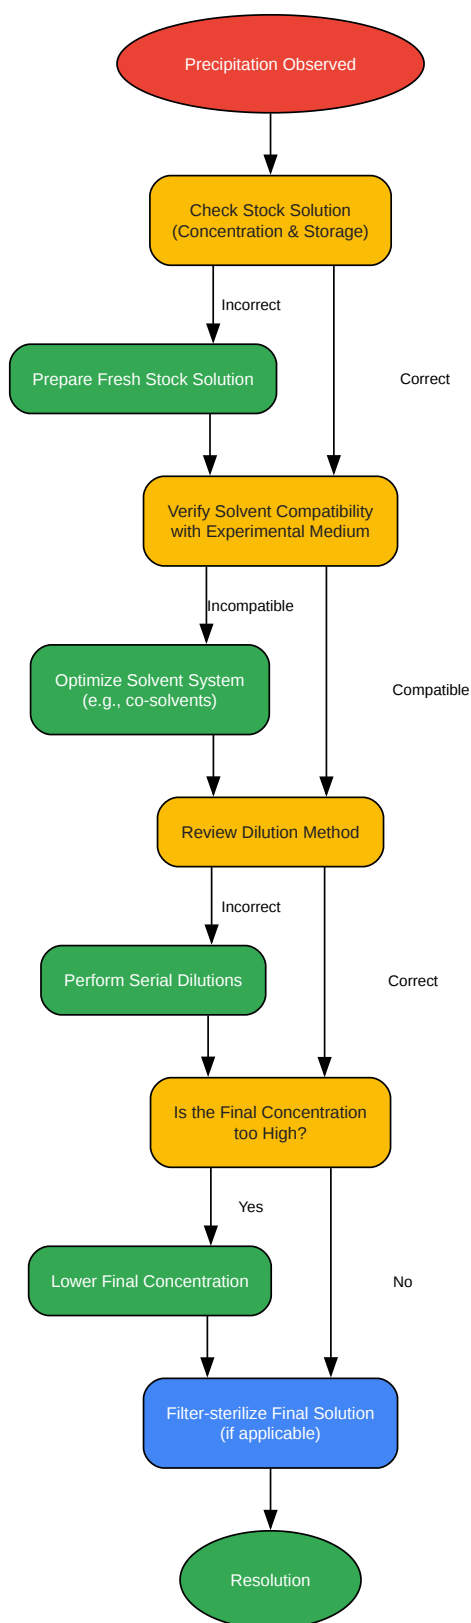 Precipitation Observed
Check Stock Solution
(Concentration & Storage)
Incorrect
Prepare Fresh Stock Solution
Correct
Verify Solvent Compatibility
with Experimental Medium
Incompatible
Optimize Solvent System
(e.g., co-solvents)
Compatible
Review Dilution Method
Incorrect
Perform Serial Dilutions
Correct
Is the Final Concentration
too High?
Yes
Lower Final Concentration
No
Filter-sterilize Final Solution
(if applicable)
Resolution